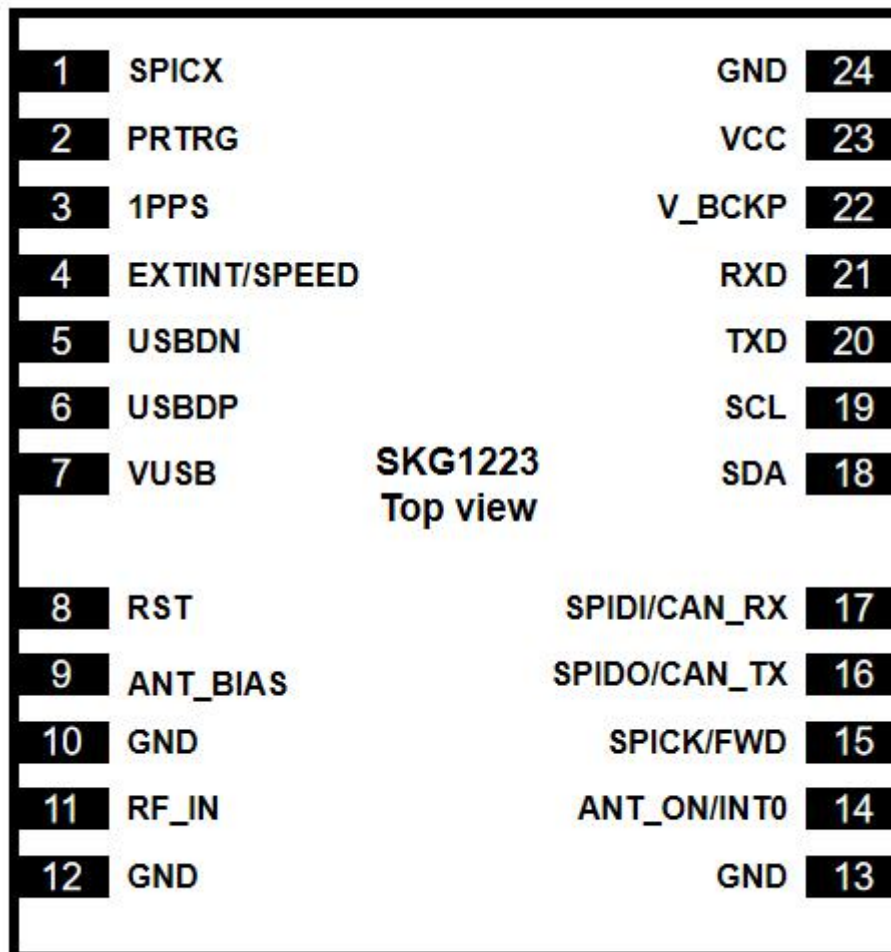 1 SPICX GND 24
2 PRTRG VCC 23
3 1PPS V_BCKP 22
4 EXTINT/SPEED RXD 21
5 USBDN TXD 20
6 USBDP SCL 19
7 VUSB SKG1223 SDA 18
Top view
8 RST SPIDI/CAN_RX 17
9 ANT_BIAS SPIDO/CAN_TX 16
10 GND SPICK/FWD 15
11 RF_IN ANT_ON/INT0 14
12 GND GND 13